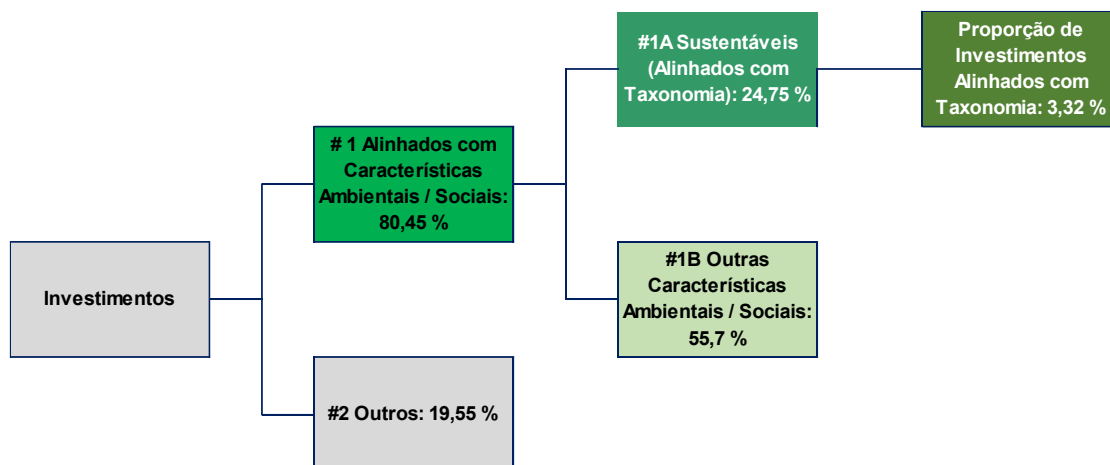 #1A Sustentáveis
(Alinhados com
Taxonomia): 24,75 %
Proporção de
Investimentos
Alinhados com
Taxonomia: 3,32 %
# 1 Alinhados com
Características
Ambientais / Sociais:
80,45 %
Investimentos
#1B Outras
Características
Ambientais / Sociais:
55,7 %
#2 Outros: 19,55 %